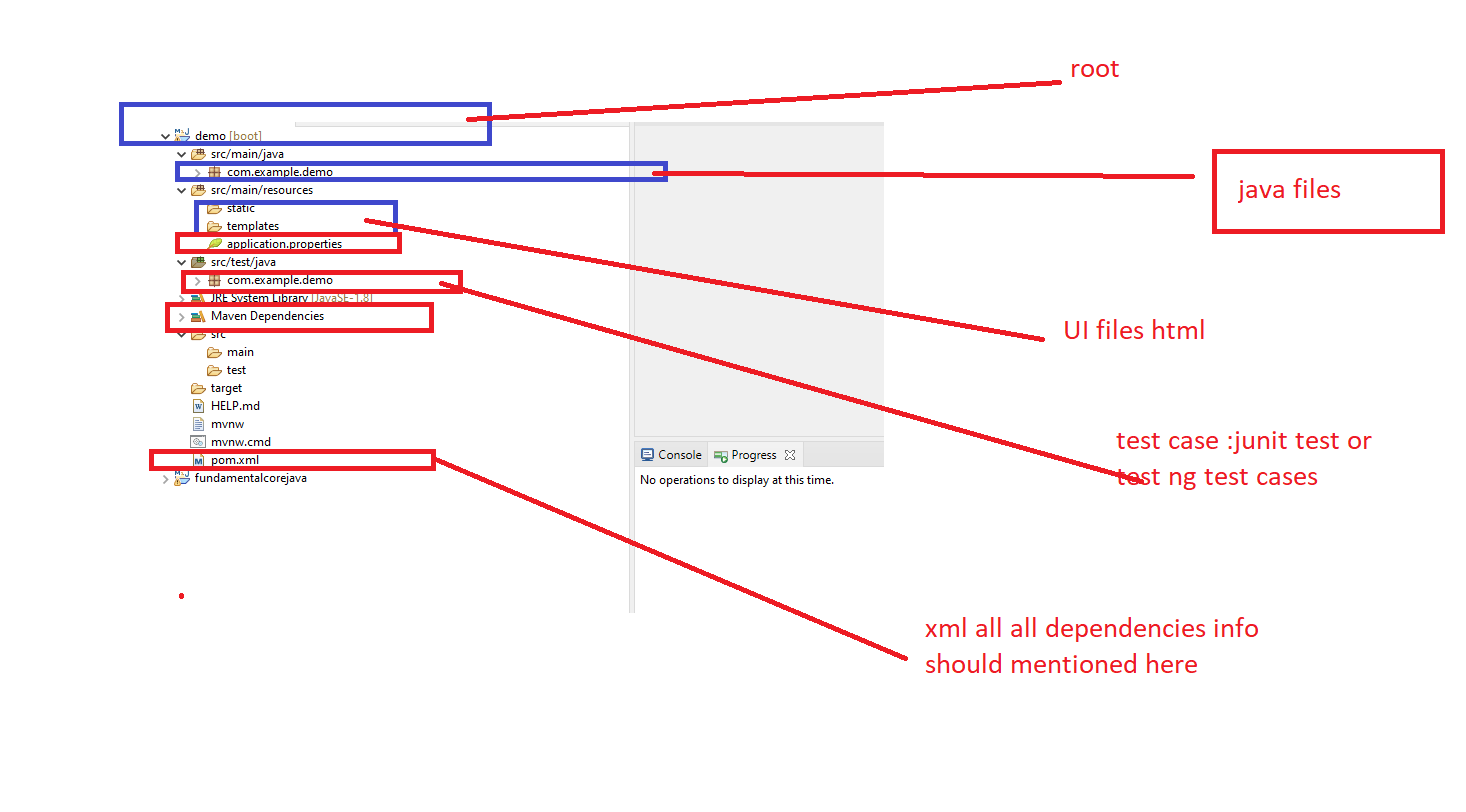 root
demo [boot]
src/main/java
com.example.demo
java files
src/main/resources
static
templates
application.properties
src/test/java
com.example.demo
JRE System Library [JavaSE-1.8]
Maven Dependencies
src
UI files html
main
test
target
HELP.md
mvnw
mvnw.cmd
pom.xml
fundamentalcorejava
Console Progress
No operations to display at this time.
test case :junit test or
test ng test cases
xml all all dependencies info
should mentioned here